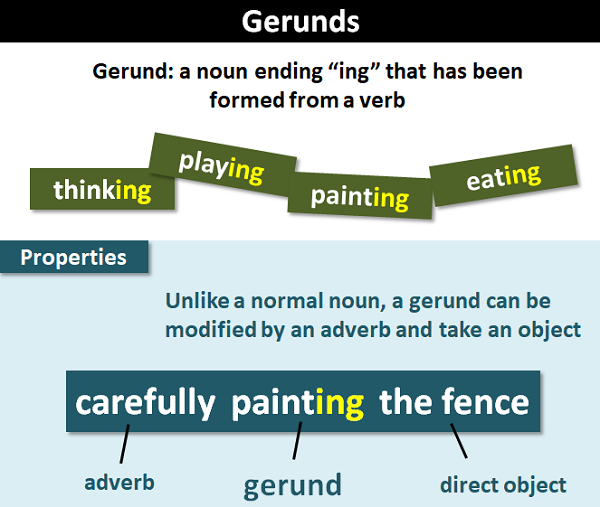 Gerunds
Gerund: a noun ending “ing” that has been
formed from a verb
thinking
playing
painting
eating
Properties
Unlike a normal noun, a gerund can be
modified by an adverb and take an object
carefully painting the fence
adverb
gerund
direct object